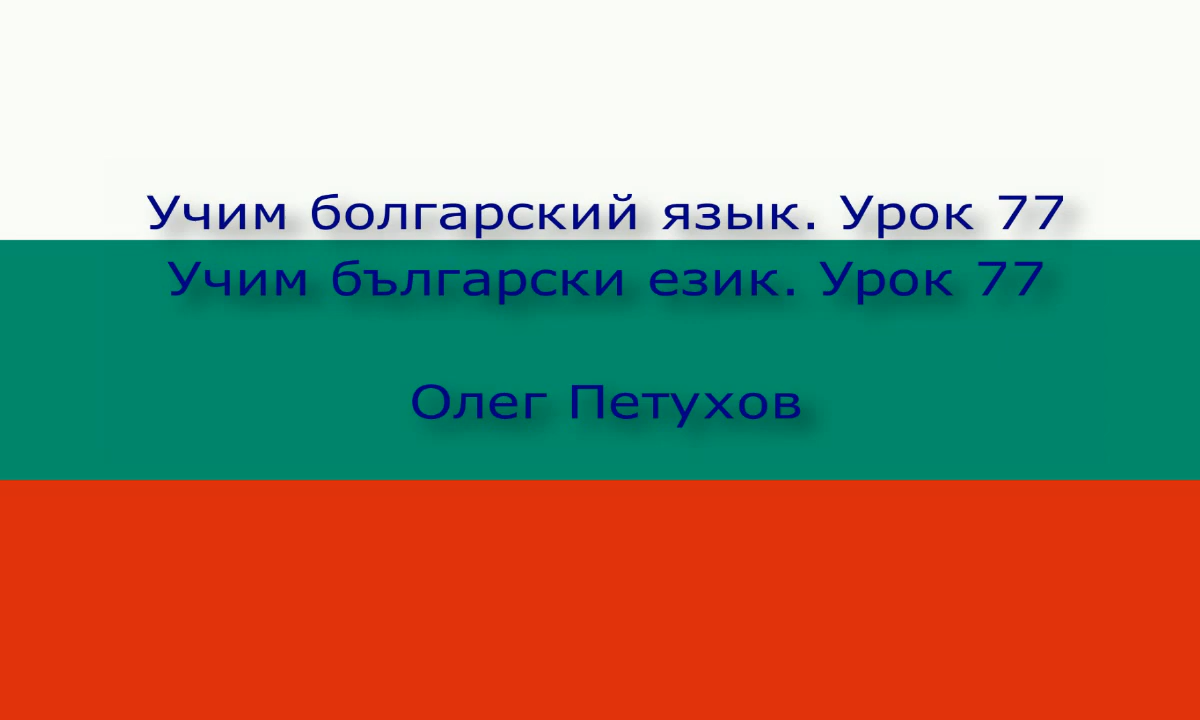 Учим болгарский язык. Урок 77
Учим български език. Урок 77
Олег Петухов